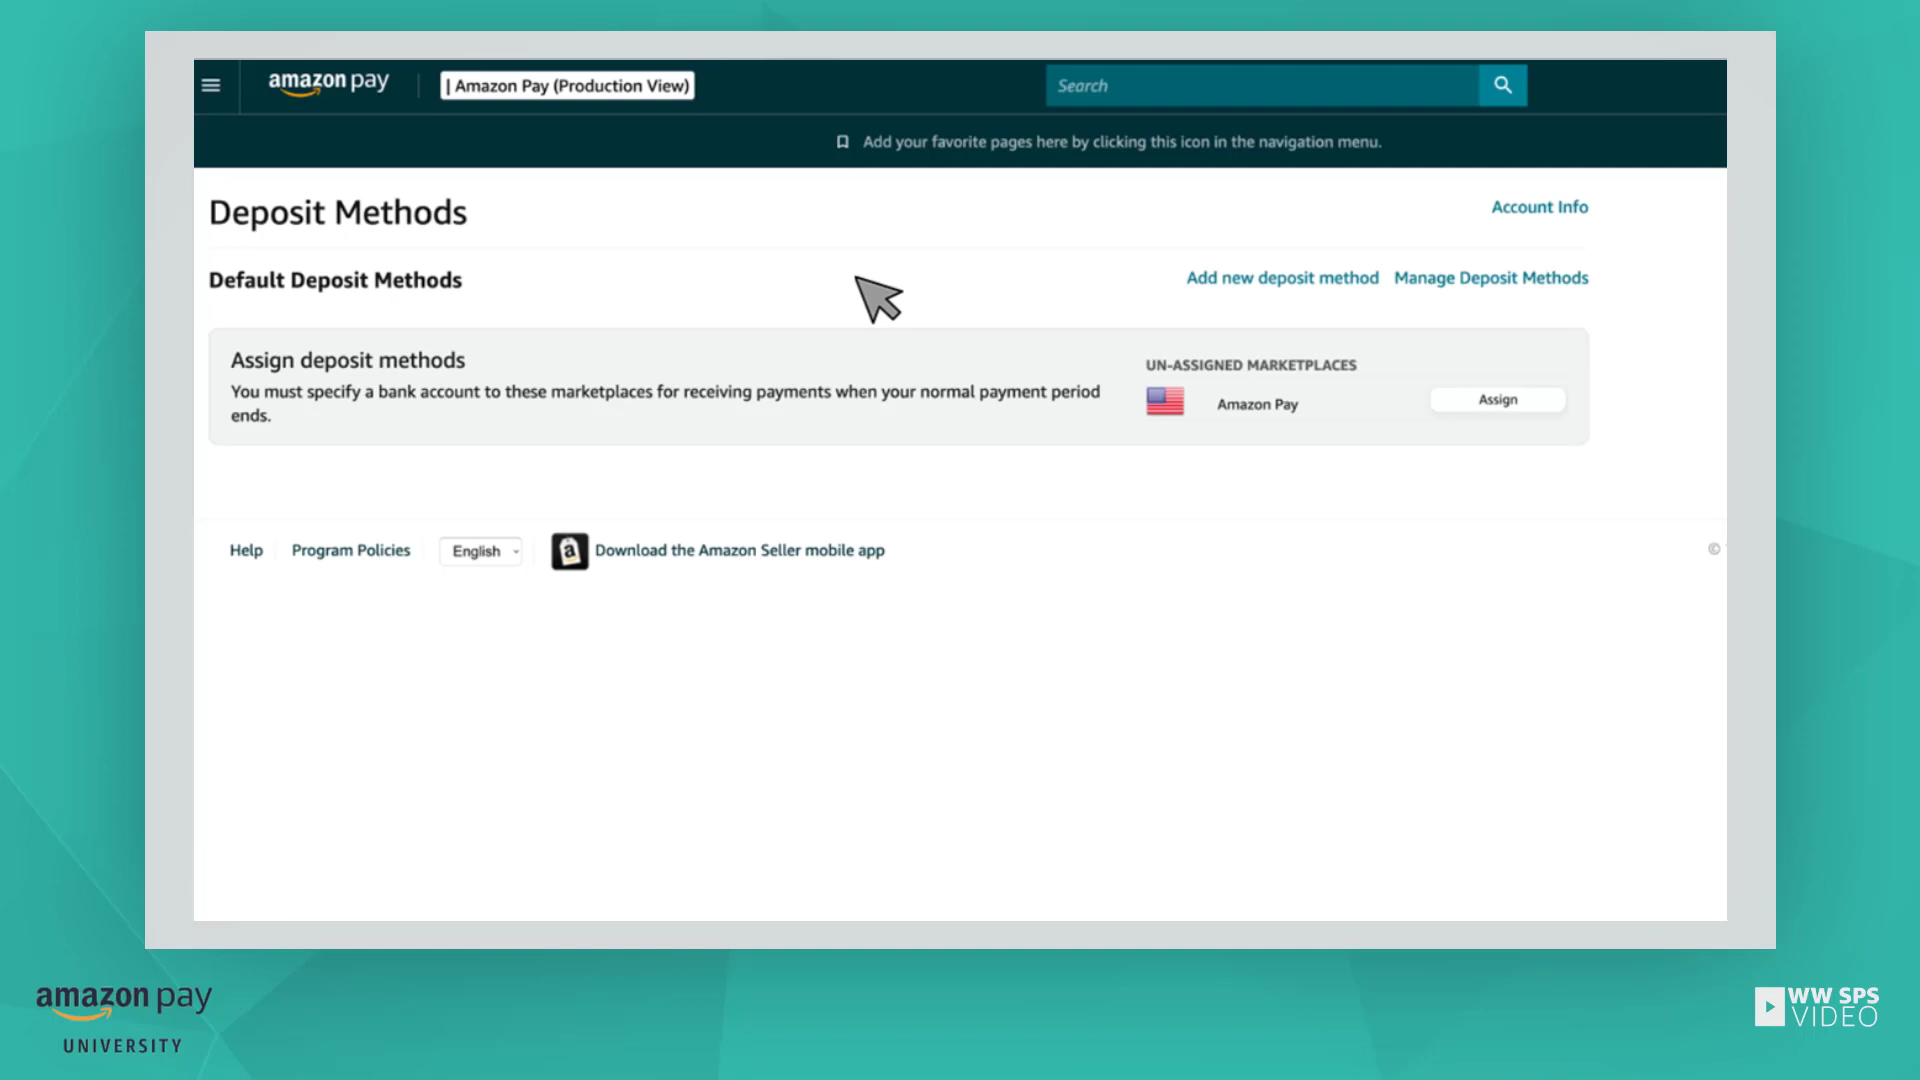 amazon pay
| Amazon Pay (Production View)
Search
Add your favorite pages here by clicking this icon in the navigation menu.
Deposit Methods
Account Info
Default Deposit Methods
Add new deposit method
Manage Deposit Methods
Assign deposit methods
You must specify a bank account to these marketplaces for receiving payments when your normal payment period
ends.
UN-ASSIGNED MARKETPLACES
Amazon Pay
Assign
Help
Program Policies
English
a
Download the Amazon Seller mobile app
©
amazon pay
UNIVERSITY
WW SPS
VIDEO